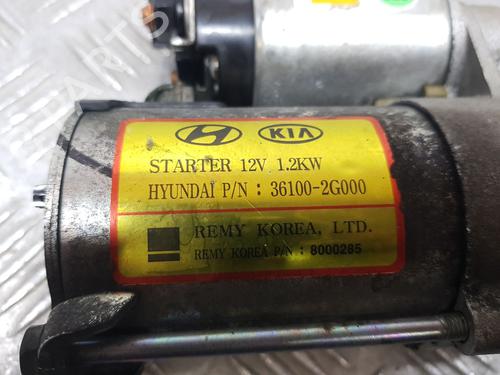 KIA
STARTER 12V 1.2KW
HYUNDAI P/N : 36100-2G000
REMY KOREA, LTD.
REMY KOREA P/N : 8000285